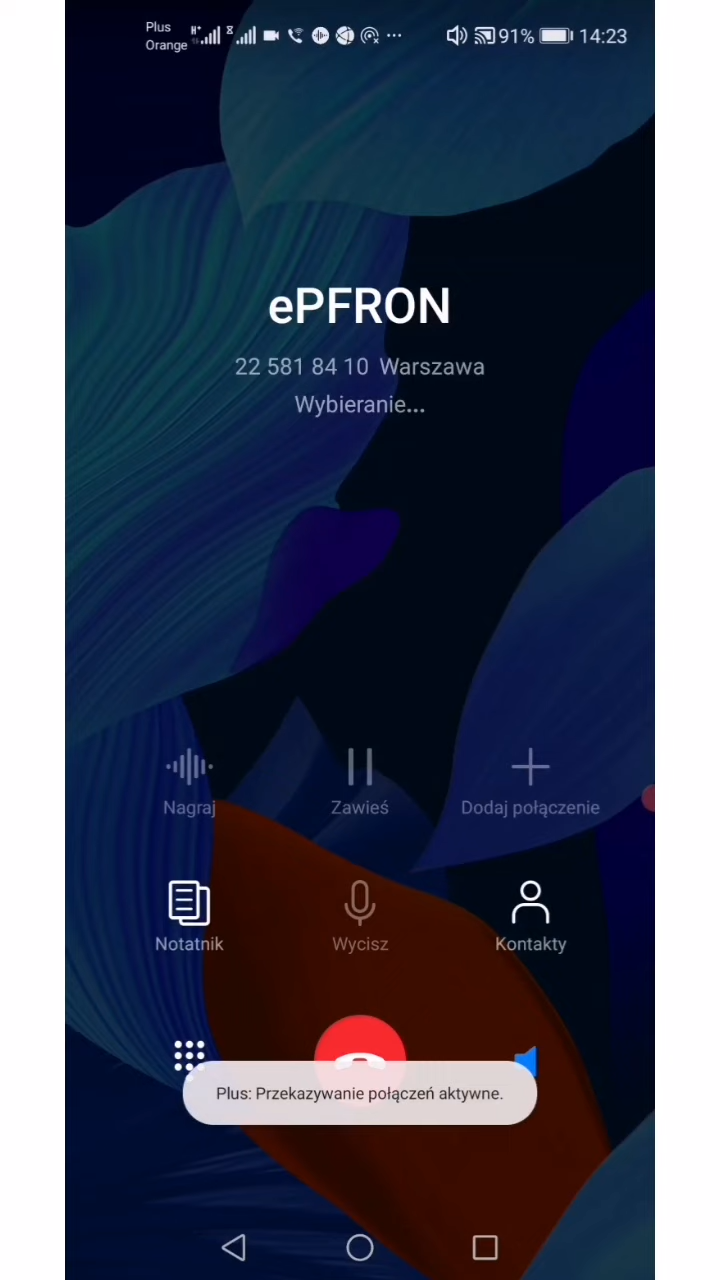 Plus
Orange
91% 14:23
ePFRON
22 581 84 10 Warszawa
Wybieranie...
Nagraj Zawieś Dodaj połączenie
Notatnik Wycisz Kontakty
Plus: Przekazywanie połączeń aktywne.